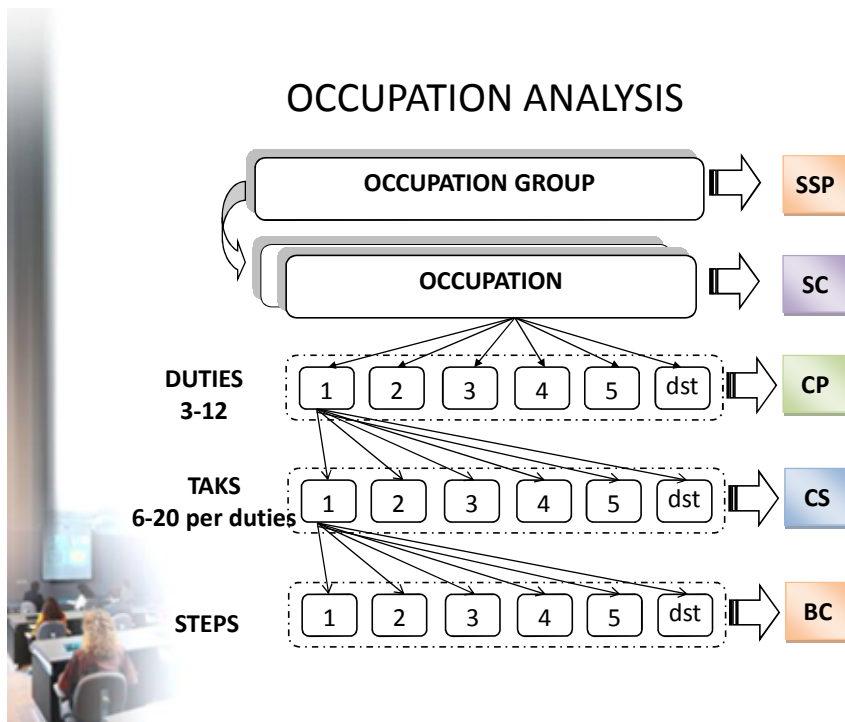 OCCUPATION ANALYSIS
OCCUPATION GROUP
SSP
OCCUPATION
SC
DUTIES
3-12
1 2 3 4 5 dst
CP
TAKS
6-20 per duties
1 2 3 4 5 dst
CS
STEPS
1 2 3 4 5 dst
BC